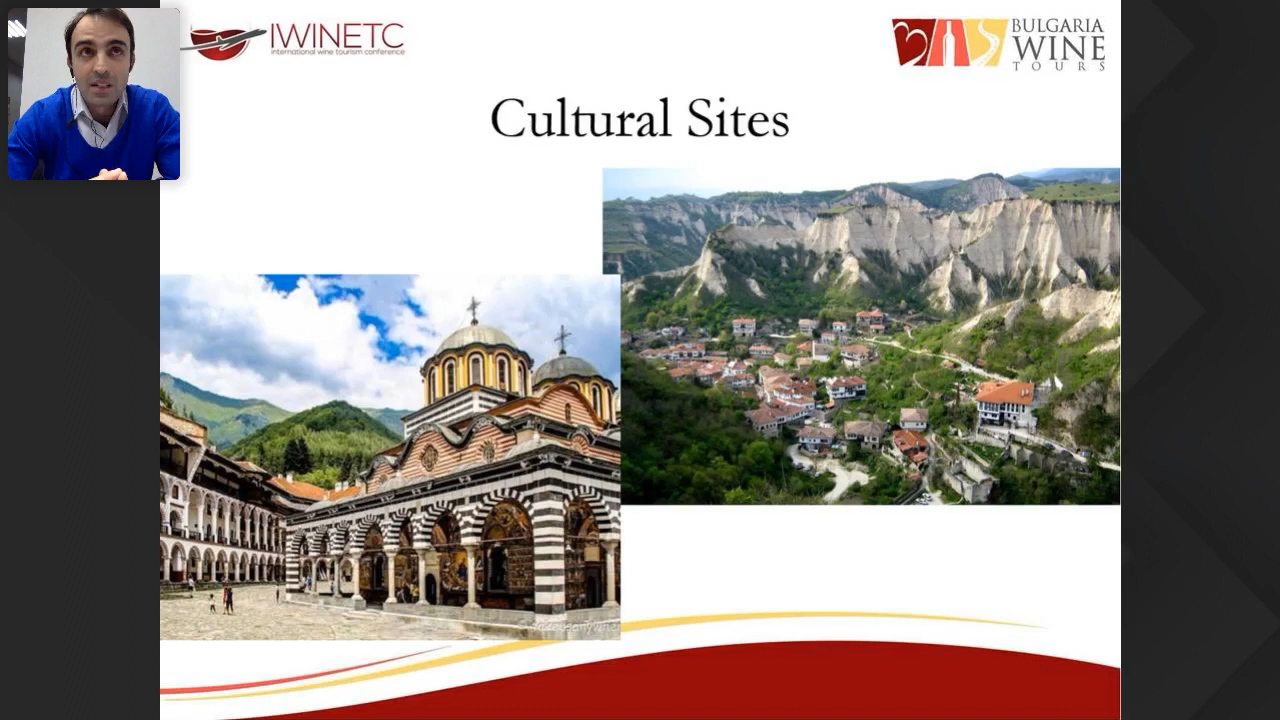 IWINETC
international wine tourism conference
BULGARIA
WINE
TOURS
Cultural Sites